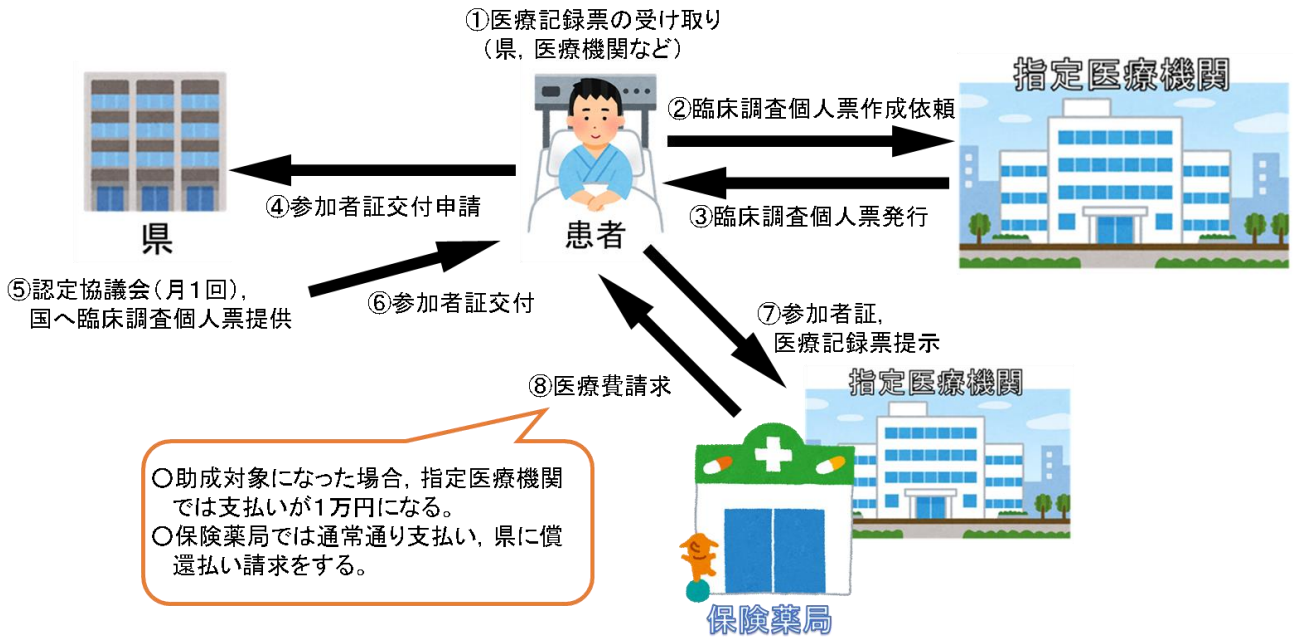 ①医療記録票の受け取り
（県，医療機関など）
指定医療機関
②臨床調査個人票作成依頼
③臨床調査個人票発行
④参加者証交付申請
患者
県
⑤認定協議会（月１回），
国へ臨床調査個人票提供
⑥参加者証交付
⑦参加者証，
医療記録票提示
⑧医療費請求
指定医療機関
○助成対象になった場合，指定医療機関
では支払いが１万円になる。
○保険薬局では通常通り支払い，県に償
還払い請求をする。
保険薬局